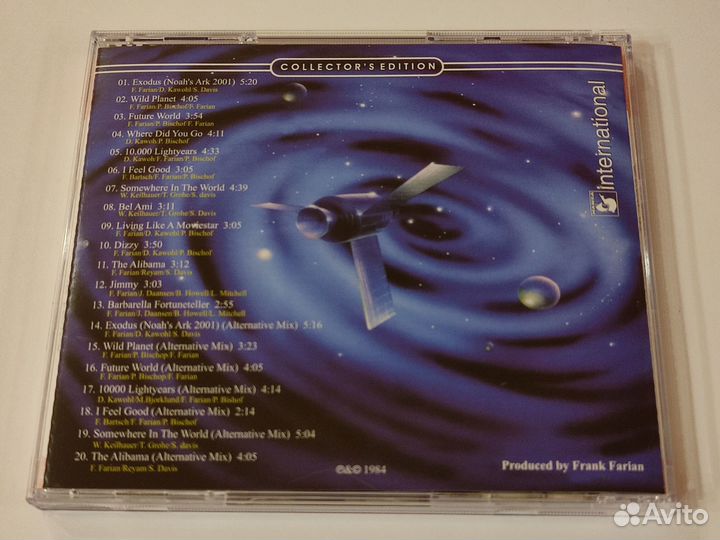 COLLECTOR'S EDITION
01. Exodus (Noah's Ark 2001) 5:20
F. Farian/D. Kawohl/S. Davis
02. Wild Planet 4:05
F. Farian/P. Bischof/F. Farian
03. Future World 3:54
F. Farian/P. Bischof/F. Farian
04. Where Did You Go 4:11
D. Kawoh/P. Bischof
05. 10.000 Lightyears 4:33
D. Kawoh/F. Farian/P. Bischof
06. I Feel Good 3:05
F. Bartsch/F. Farian/P. Bischof
07. Somewhere In The World 4:39
W. Keilhauer/T. Grohe/S. davis
08. Bel Ami 3:11
W. Keilhauer/T. Grohe/S. Davis
09. Living Like A Moviestar 3:05
F. Farian/D. Kawohl/P. Bischof
10. Dizzy 3:50
F. Farian/D. Kawohl/P. Bischof
11. The Alibama 3:12
F. Farian/Reyam/S. Davis
12. Jimmy 3:03
F. Farian/J. Daansen/B. Howell/L. Mitchell
13. Barbarella Fortuneteller 2:55
F. Farian/J. Daansen/B. Howell/L. Mitchell
14. Exodus (Noah's Ark 2001) (Alternative Mix) 5:16
F. Farian/D. Kawohl/S. Davis
15. Wild Planet (Alternative Mix) 3:23
F. Farian/P. Bischop/F. Farian
16. Future World (Alternative Mix) 4:05
F. Farian/P. Bischop/F. Farian
17. 10000 Lightyears (Alternative Mix) 4:14
D. Kawohl/M.Bjorklund/F. Farian/P. Bishof
18. I Feel Good (Alternative Mix) 2:14
F. Bartsch/F. Farian/P. Bischof
19. Somewhere In The World (Alternative Mix) 5:04
W. Keilhauer/T. Grohe/S. davis
20. The Alibama (Alternative Mix) 4:05
F. Farian/Reyam/S. Davis
℗&© 1984
Produced by Frank Farian
HANSA
international
Avito